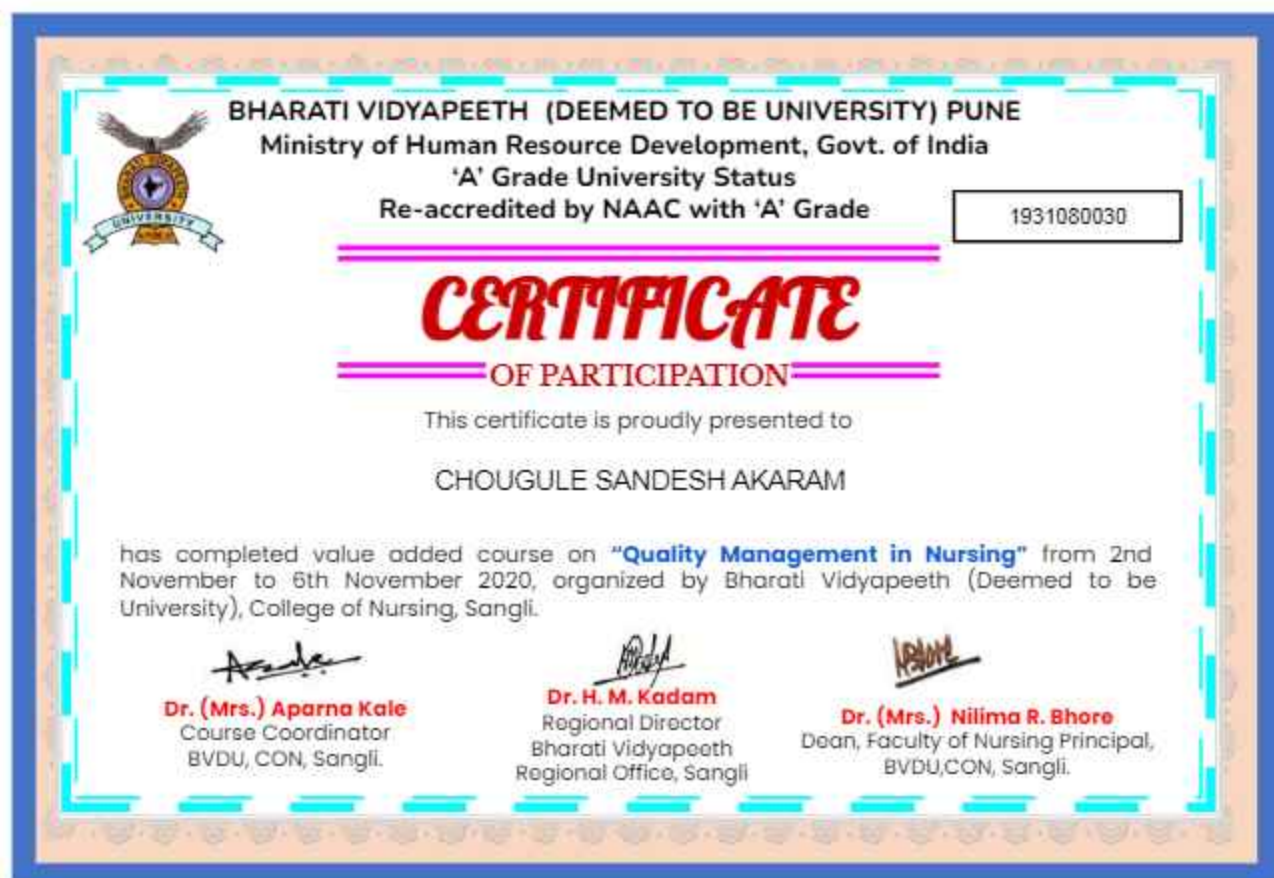 BHARATI VIDYAPEETH (DEEMED TO BE UNIVERSITY) PUNE
Ministry of Human Resource Development, Govt. of India
‘A’ Grade University Status
Re-accredited by NAAC with ‘A’ Grade
1931080030
BHARATI VIDYAPEETH
UNIVERSITY
CERTIFICATE
OF PARTICIPATION
This certificate is proudly presented to
CHOUGULE SANDESH AKARAM
has completed value added course on “Quality Management in Nursing” from 2nd
November to 6th November 2020, organized by Bharati Vidyapeeth (Deemed to be
University), College of Nursing, Sangli.
Dr. (Mrs.) Aparna Kale
Course Coordinator
BVDU, CON, Sangli.
Dr. H. M. Kadam
Regional Director
Bharati Vidyapeeth
Regional Office, Sangli
Dr. (Mrs.) Nilima R. Bhore
Dean, Faculty of Nursing Principal,
BVDU,CON, Sangli.